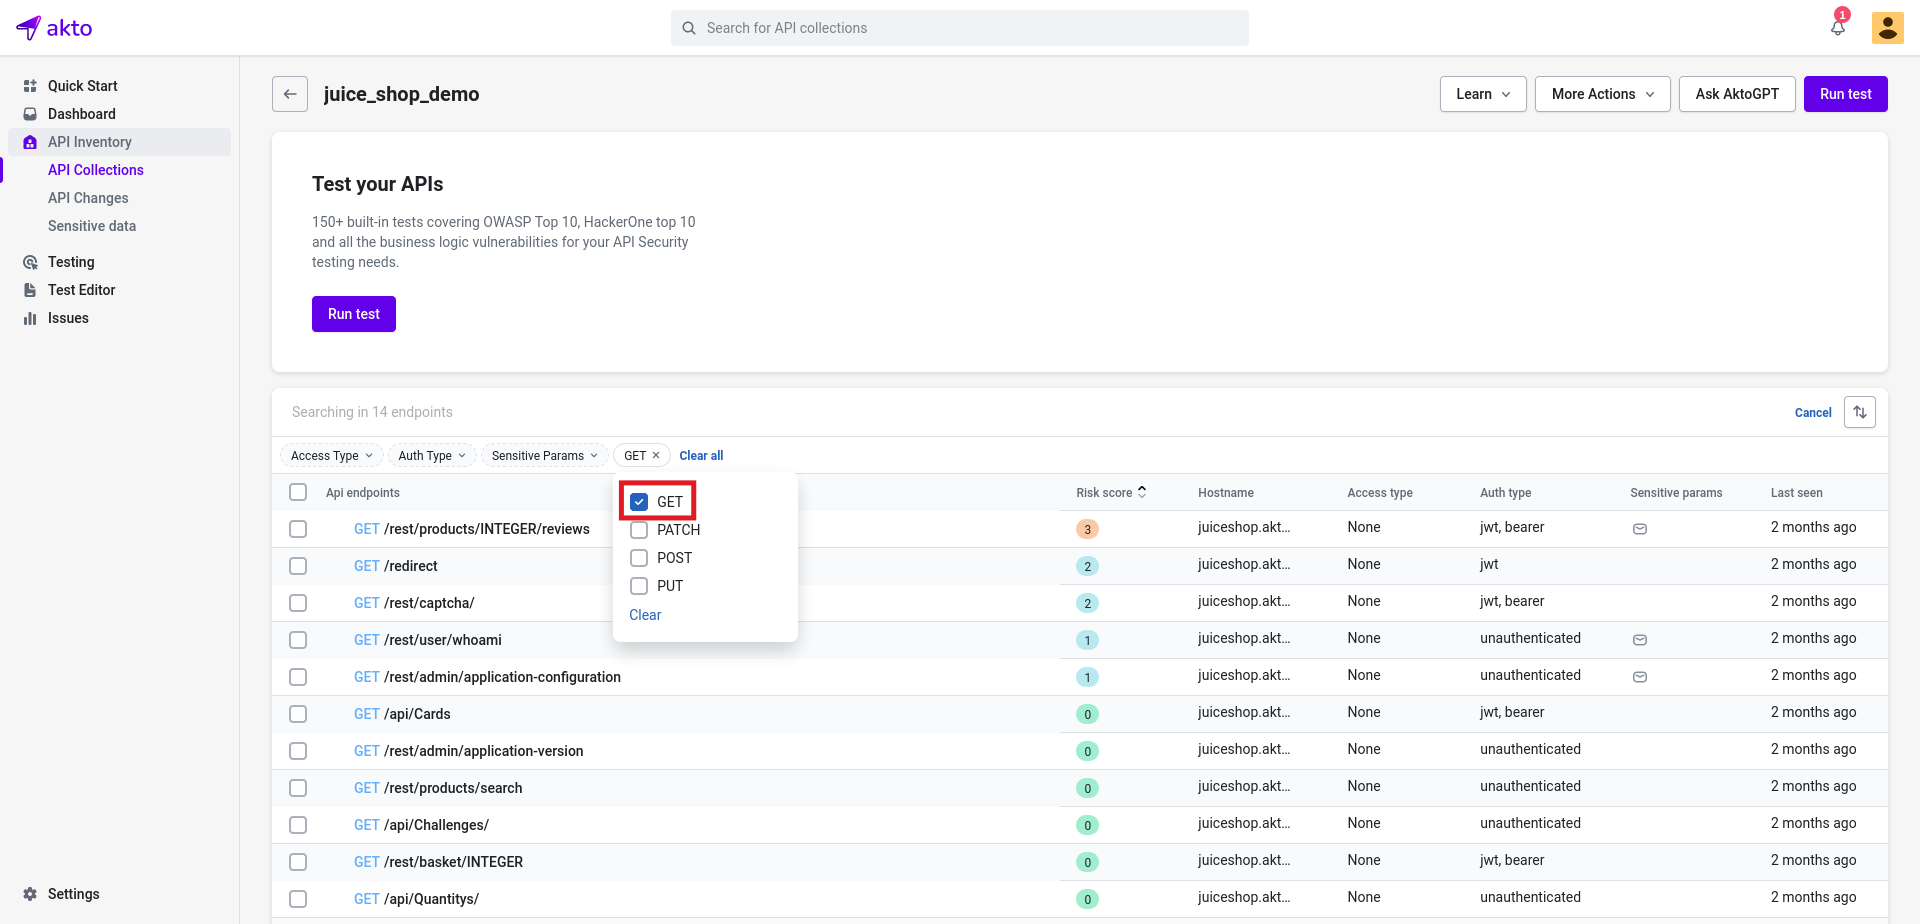 akto
Search for API collections
1
Quick Start
Dashboard
API Inventory
API Collections
API Changes
Sensitive data
Testing
Test Editor
Issues
Settings
juice_shop_demo
Learn
More Actions
Ask AktoGPT
Run test
Test your APIs
150+ built-in tests covering OWASP Top 10, HackerOne top 10
and all the business logic vulnerabilities for your API Security
testing needs.
Run test
Searching in 14 endpoints
Cancel
Access Type
Auth Type
Sensitive Params
GET
Clear all
GET
PATCH
POST
PUT
Clear
Api endpoints Risk score Hostname Access type Auth type Sensitive params Last seen
GET /rest/products/INTEGER/reviews 3 juiceshop.akt... None jwt, bearer 2 months ago
GET /redirect 2 juiceshop.akt... None jwt 2 months ago
GET /rest/captcha/ 2 juiceshop.akt... None jwt, bearer 2 months ago
GET /rest/user/whoami 1 juiceshop.akt... None unauthenticated 2 months ago
GET /rest/admin/application-configuration 1 juiceshop.akt... None unauthenticated 2 months ago
GET /api/Cards 0 juiceshop.akt... None jwt, bearer 2 months ago
GET /rest/admin/application-version 0 juiceshop.akt... None unauthenticated 2 months ago
GET /rest/products/search 0 juiceshop.akt... None unauthenticated 2 months ago
GET /api/Challenges/ 0 juiceshop.akt... None unauthenticated 2 months ago
GET /rest/basket/INTEGER 0 juiceshop.akt... None jwt, bearer 2 months ago
GET /api/Quantitys/ 0 juiceshop.akt... None unauthenticated 2 months ago